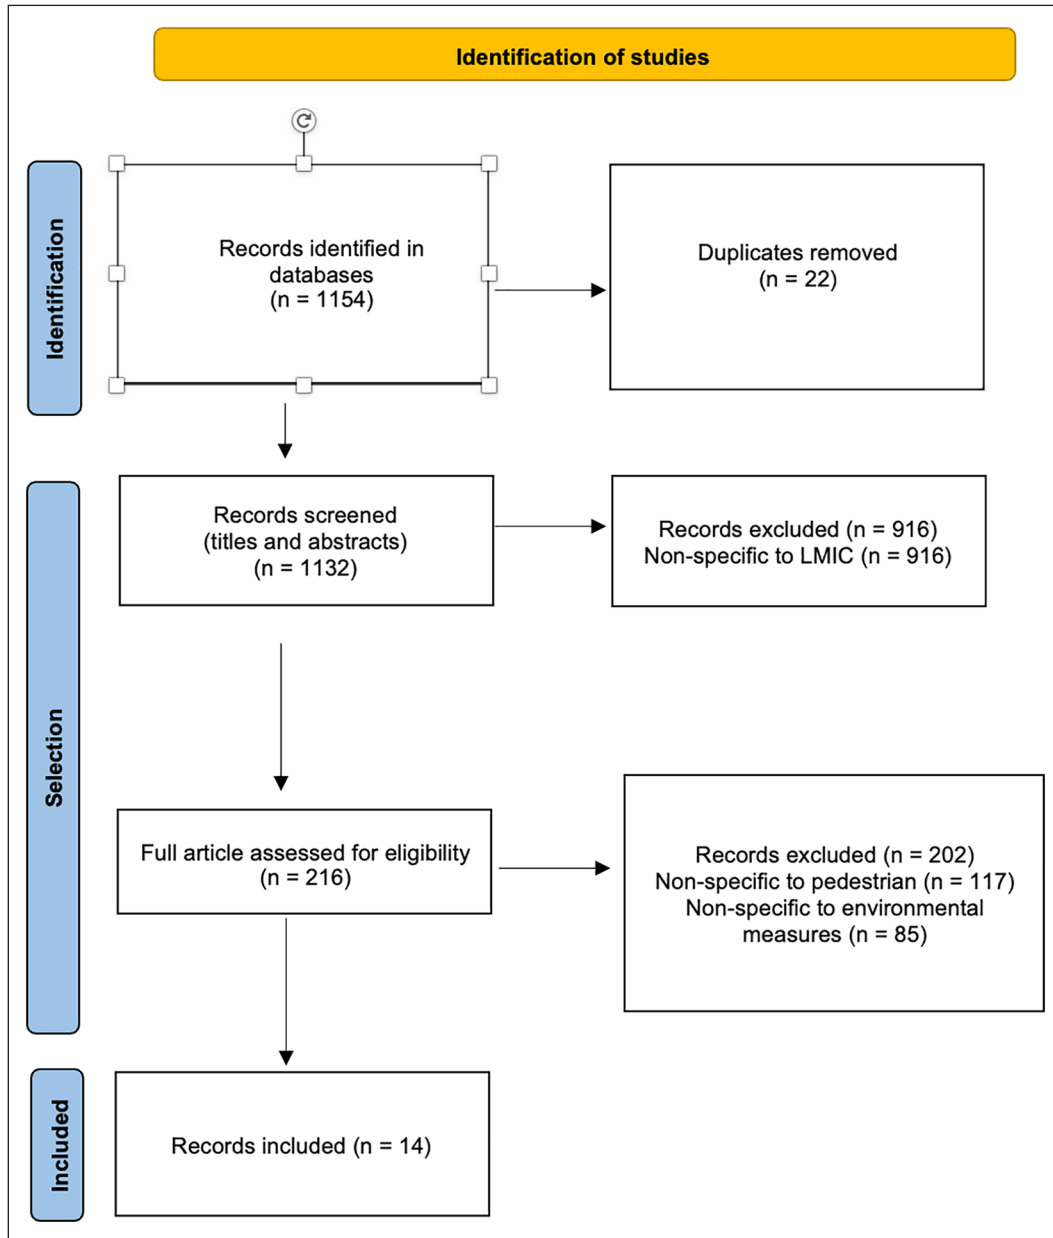 Identification of studies
Identification
Records identified in
databases
(n = 1154)
Duplicates removed
(n = 22)
Selection
Records screened
(titles and abstracts)
(n = 1132)
Records excluded (n = 916)
Non-specific to LMIC (n = 916)
Full article assessed for eligibility
(n = 216)
Records excluded (n = 202)
Non-specific to pedestrian (n = 117)
Non-specific to environmental
measures (n = 85)
Included
Records included (n = 14)